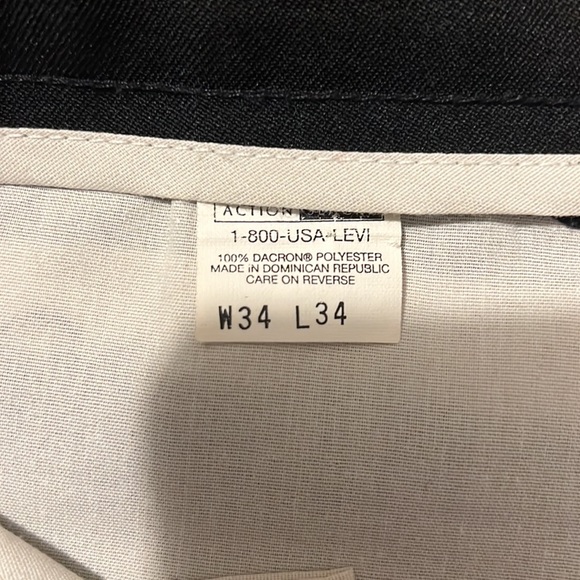 ACTION
1-800-USA-LEVI
100% DACRON® POLYESTER
MADE IN DOMINICAN REPUBLIC
CARE ON REVERSE
W34 L34